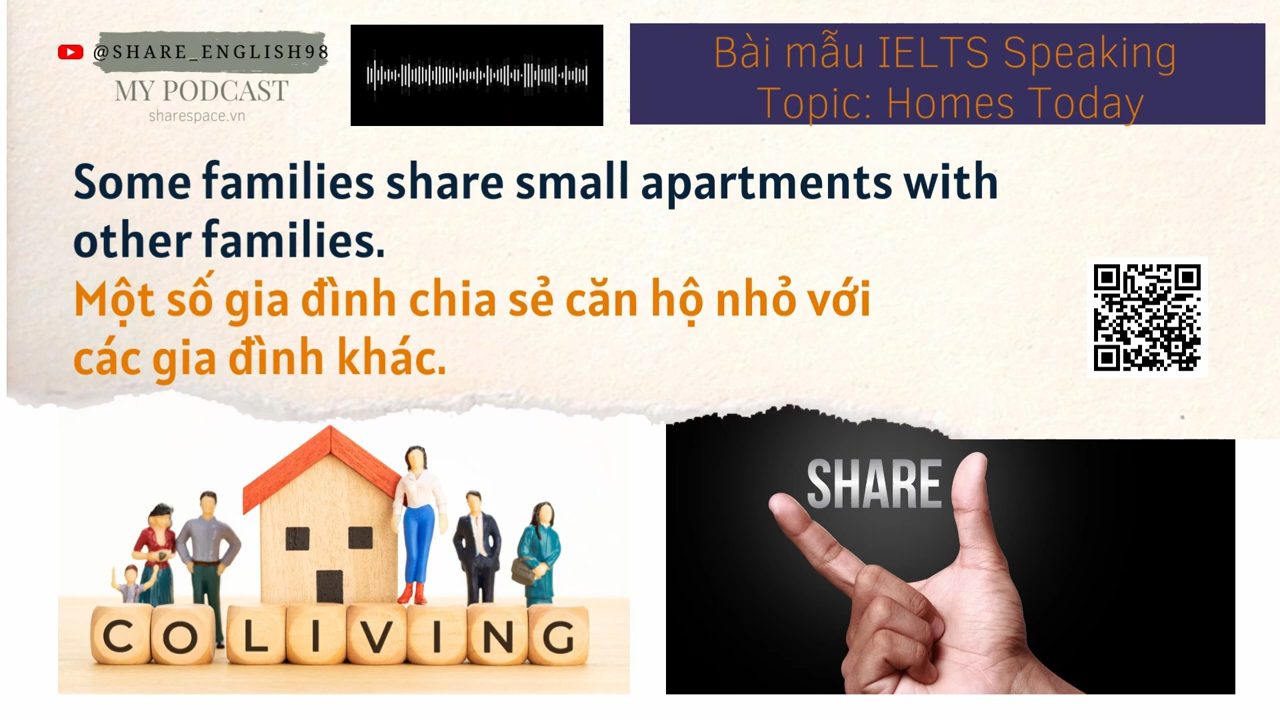 @SHARE_ENGLISH98
MY PODCAST
sharespace.vn
Bài mẫu IELTS Speaking
Topic: Homes Today
Some families share small apartments with
other families.
Một số gia đình chia sẻ căn hộ nhỏ với
các gia đình khác.
COLIVING
SHARE